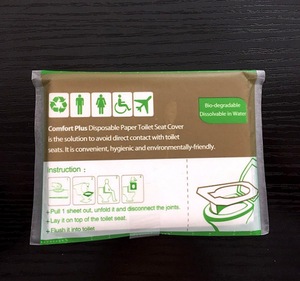 Bio-degradable
Dissolvable in Water
Comfort Plus Disposable Paper Toilet Seat Cover
is the solution to avoid direct contact with toilet
seats. It is convenient, hygienic and environmentally-friendly.
Instruction :
- Pull 1 sheet out, unfold it and disconnect the joints.
- Lay it on top of the toilet seat.
- Flush it into toilet